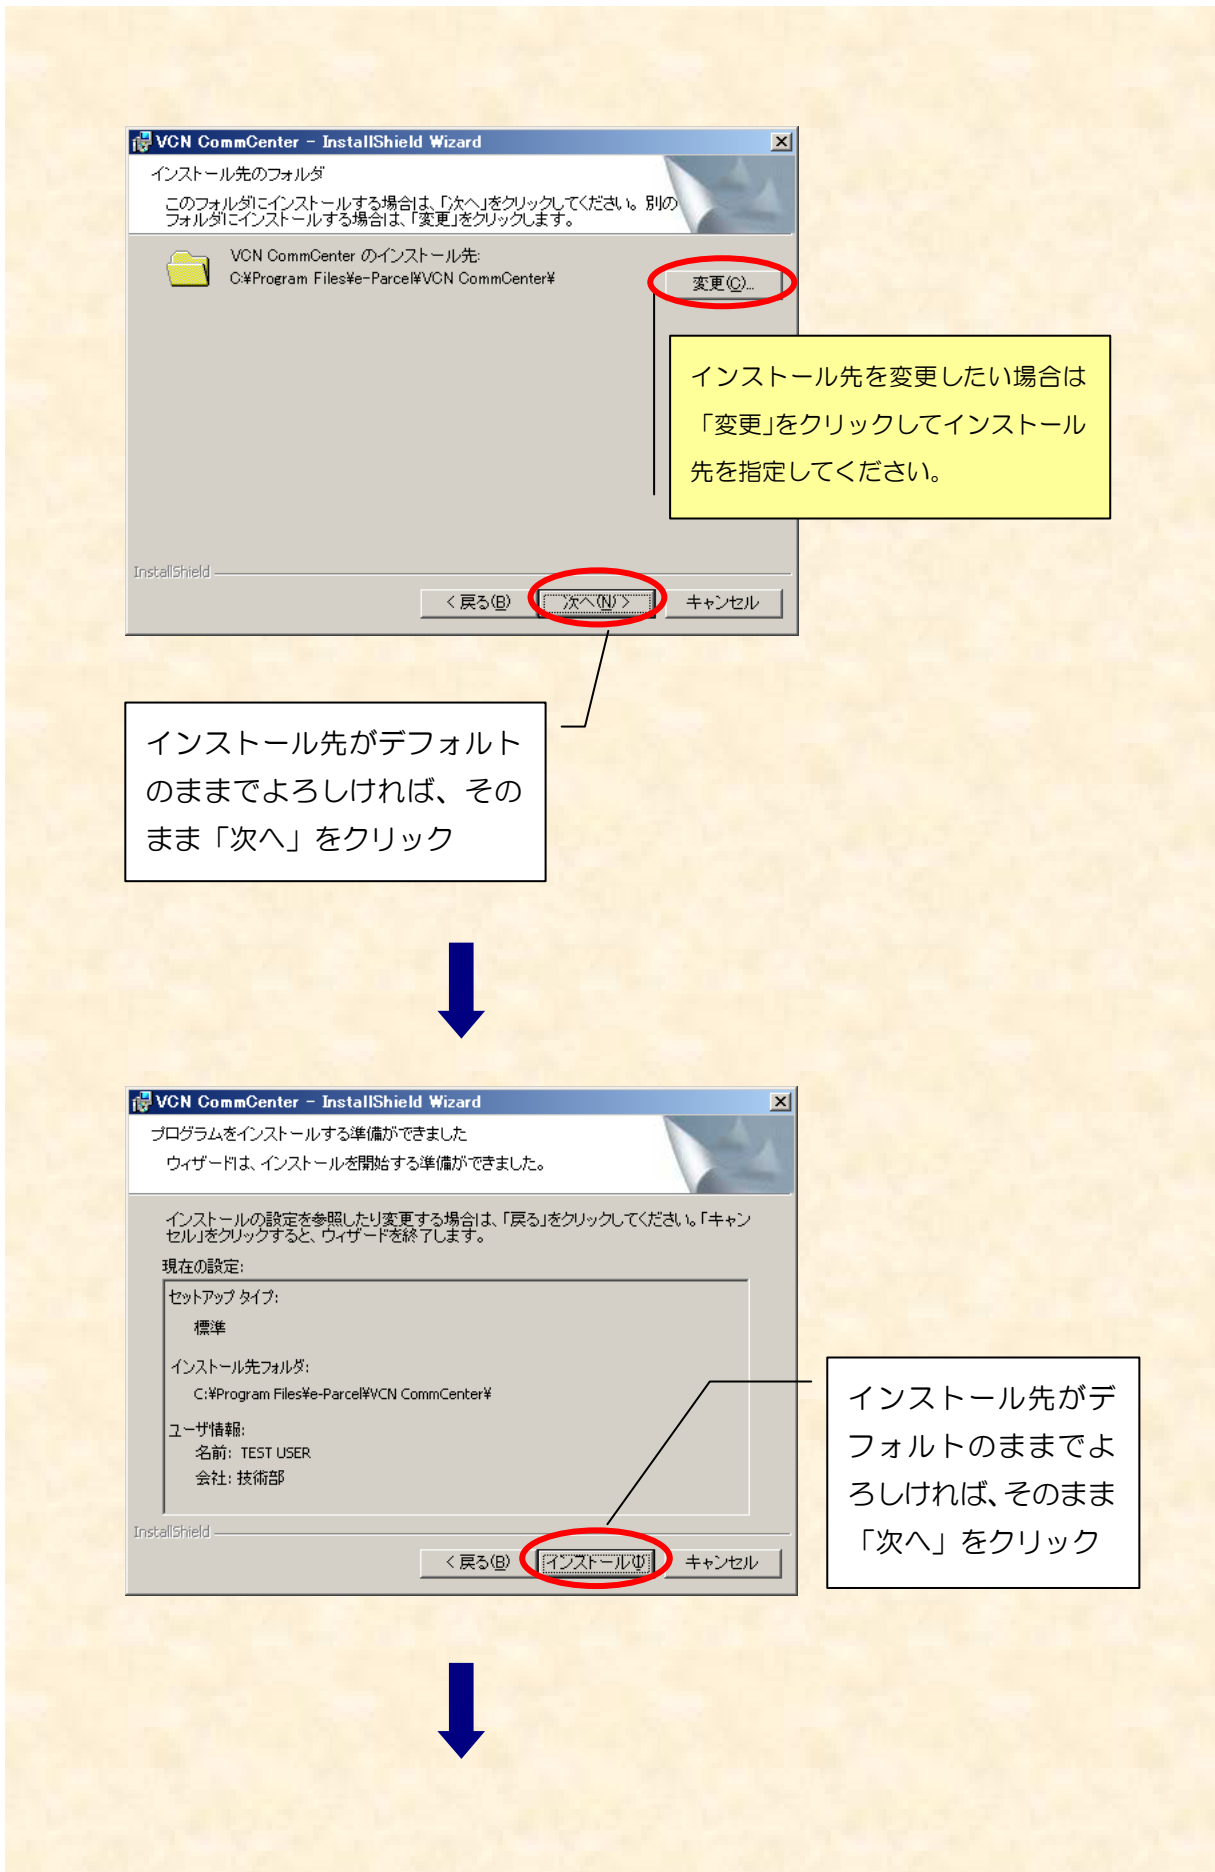 VCN CommCenter - InstallShield Wizard
インストール先のフォルダ
このフォルダにインストールする場合は、「次へ」をクリックしてください。別の
フォルダにインストールする場合は、「変更」をクリックします。
VCN CommCenter のインストール先:
C:¥Program Files¥e-Parcel¥VCN CommCenter¥
変更(C)...
インストール先を変更したい場合は
「変更」をクリックしてインストール
先を指定してください。
InstallShield
< 戻る(B)
次へ(N) >
キャンセル
インストール先がデフォルト
のままでよろしければ、その
まま「次へ」をクリック
VCN CommCenter - InstallShield Wizard
プログラムをインストールする準備ができました
ウィザードは、インストールを開始する準備ができました。
インストールの設定を参照したり変更する場合は、「戻る」をクリックしてください。「キャン
セル」をクリックすると、ウィザードを終了します。
現在の設定:
セットアップ タイプ:
標準
インストール先フォルダ:
C:¥Program Files¥e-Parcel¥VCN CommCenter¥
ユーザ情報:
名前: TEST USER
会社: 技術部
InstallShield
< 戻る(B)
インストール(I)
キャンセル
インストール先がデ
フォルトのままでよ
ろしければ、そのまま
「次へ」をクリック